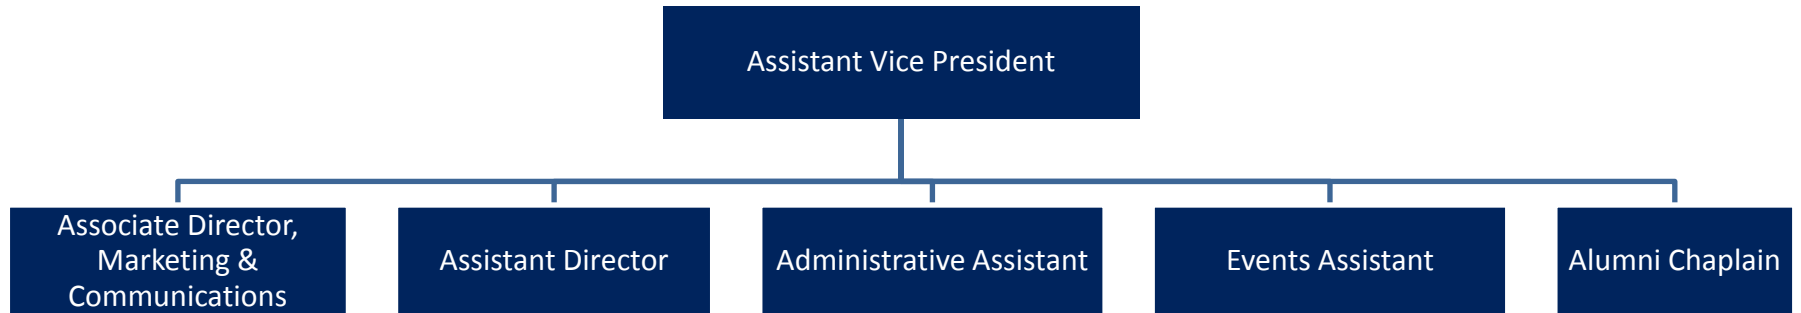 Assistant Vice President
Associate Director,
Marketing &
Communications
Assistant Director
Administrative Assistant
Events Assistant
Alumni Chaplain